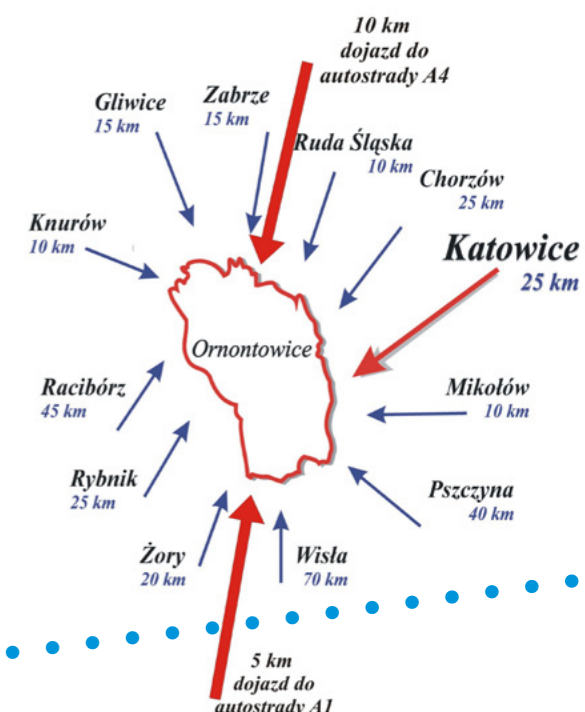 10 km
dojazd do
autostrady A4
Zabrze
15 km
Gliwice
15 km
Ruda Śląska
10 km
Chorzów
25 km
Knurów
10 km
Katowice
25 km
Ornontowice
Racibórz
45 km
Mikołów
10 km
Rybnik
25 km
Pszczyna
40 km
Żory
20 km
Wisła
70 km
5 km
dojazd do
autostrady A1